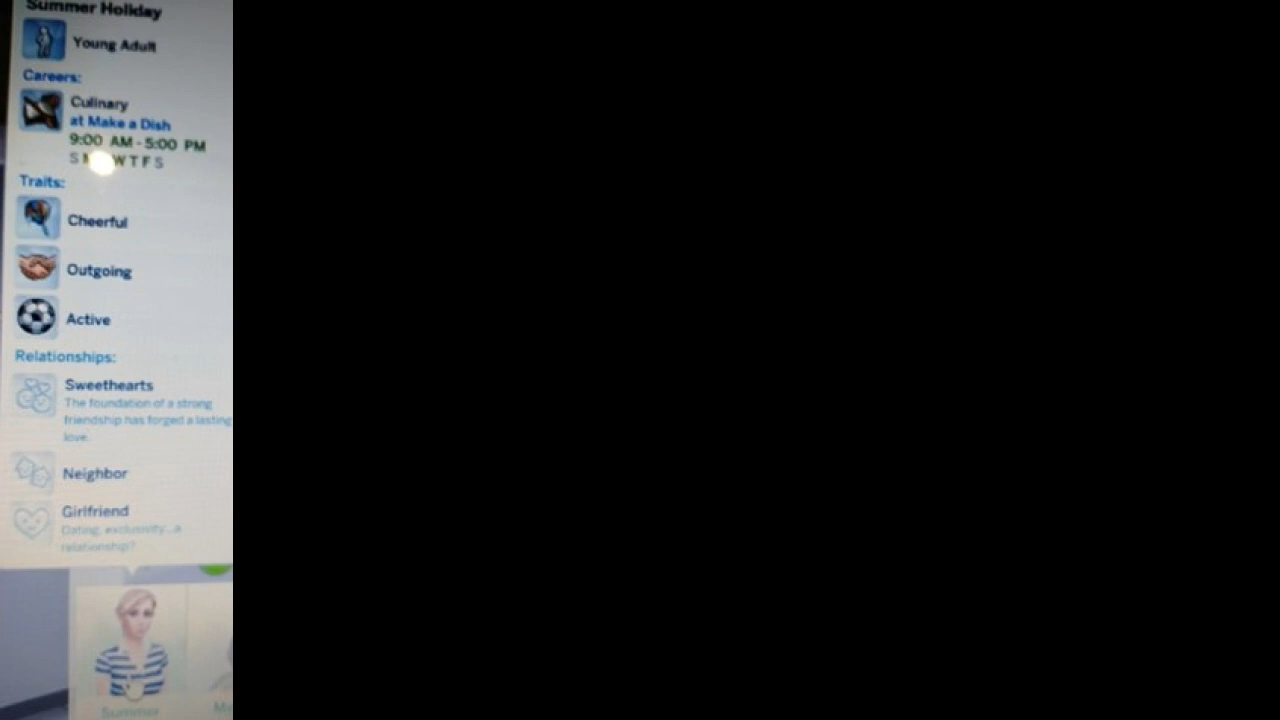 Summer Holiday
Young Adult
Careers:
Culinary
at Make a Dish
9:00 AM - 5:00 PM
S W T F S
Traits:
Cheerful
Outgoing
Active
Relationships:
Sweethearts
The foundation of a strong
friendship has forged a lasting
love.
Neighbor
Girlfriend
Dating, exclusivity...a
relationship?
Summer